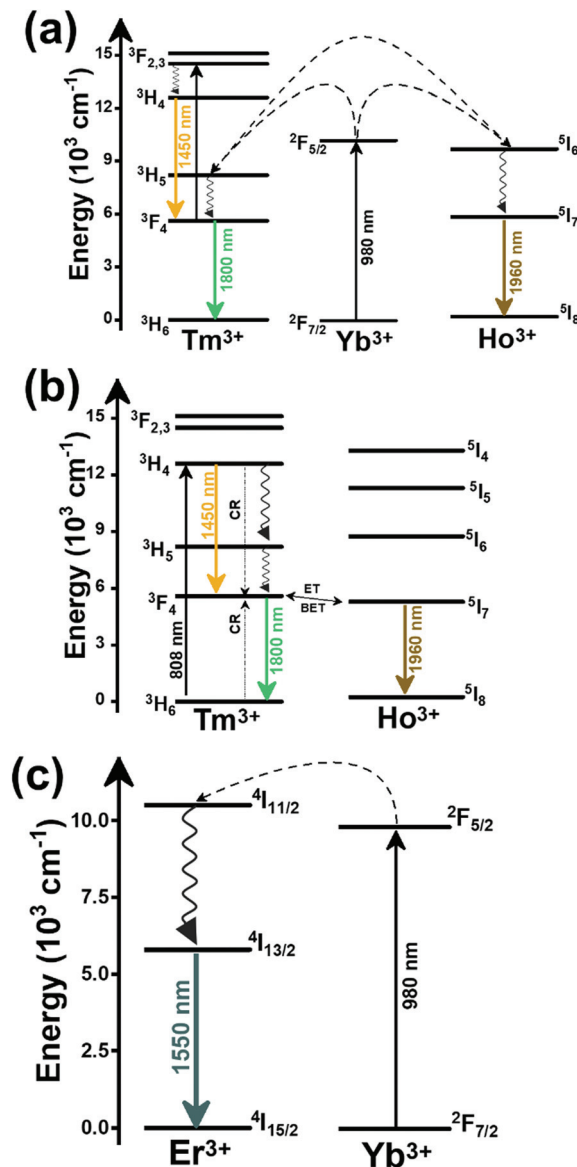 (a)
Energy (10³ cm⁻¹)
15
12
9
6
3
0
³F₂,₃
³H₄
³H₅
³F₄
³H₆
1450 nm
1800 nm
Tm³⁺
²F₅/₂
980 nm
²F₇/₂
Yb³⁺
⁵I₆
⁵I₇
1960 nm
⁵I₈
Ho³⁺
(b)
Energy (10³ cm⁻¹)
15
12
9
6
3
0
³F₂,₃
³H₄
³H₅
³F₄
³H₆
808 nm
1450 nm
CR
CR
1800 nm
Tm³⁺
ET
BET
⁵I₄
⁵I₅
⁵I₆
⁵I₇
1960 nm
⁵I₈
Ho³⁺
(c)
Energy (10³ cm⁻¹)
10.0
7.5
5.0
2.5
0.0
⁴I₁₁/₂
⁴I₁₃/₂
1550 nm
⁴I₁₅/₂
Er³⁺
²F₅/₂
980 nm
²F₇/₂
Yb³⁺